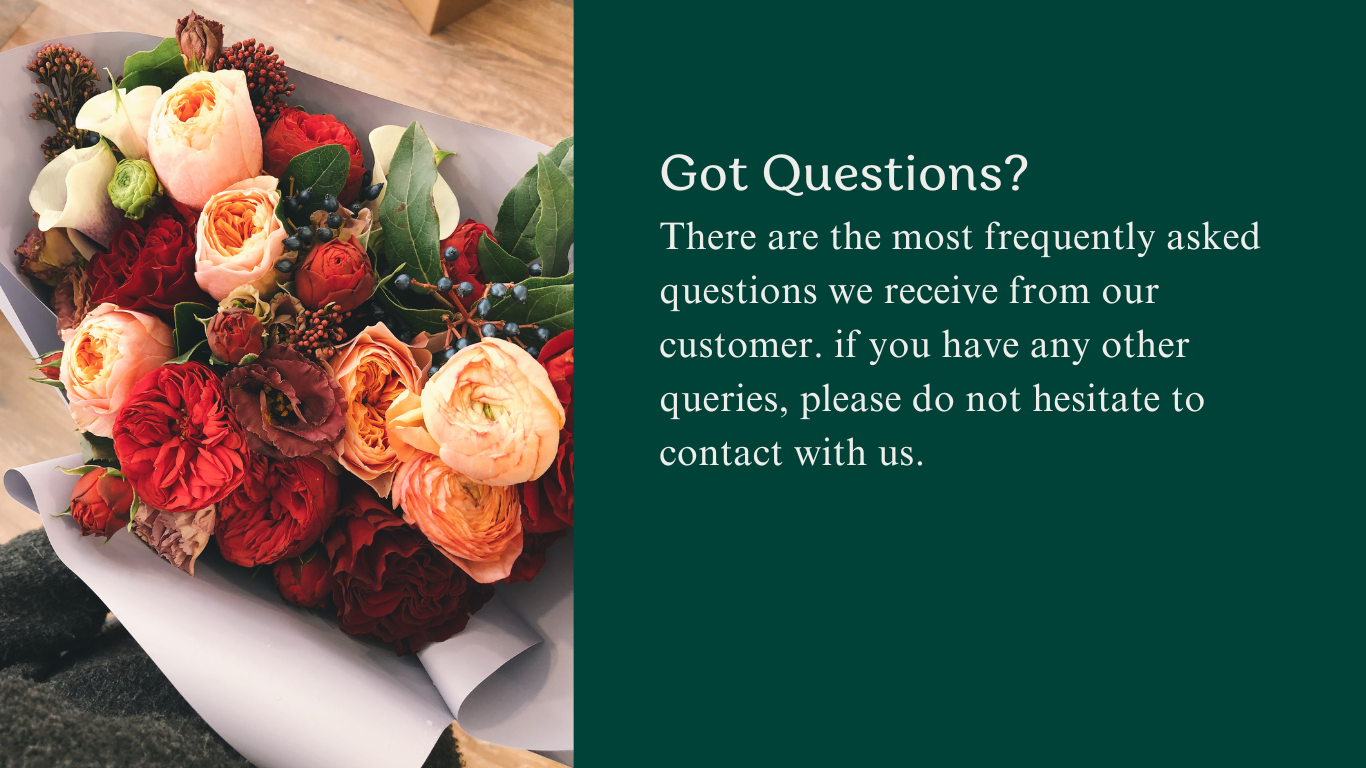 Got Questions?
There are the most frequently asked
questions we receive from our
customer. if you have any other
queries, please do not hesitate to
contact with us.